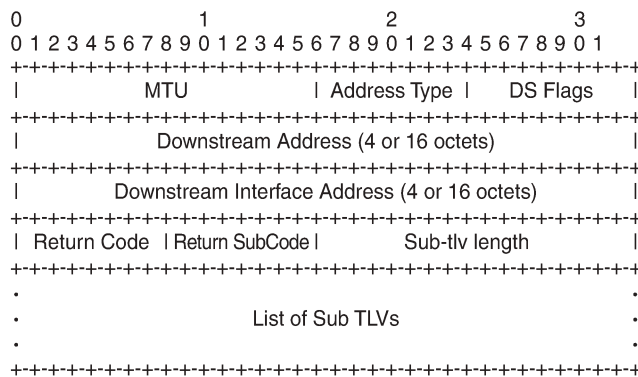 0 1 2 3
0 1 2 3 4 5 6 7 8 9 0 1 2 3 4 5 6 7 8 9 0 1 2 3 4 5 6 7 8 9 0 1
+-+-+-+-+-+-+-+-+-+-+-+-+-+-+-+-+-+-+-+-+-+-+-+-+-+-+-+-+-+-+-+-+-+-+
| MTU | Address Type | DS Flags |
+-+-+-+-+-+-+-+-+-+-+-+-+-+-+-+-+-+-+-+-+-+-+-+-+-+-+-+-+-+-+-+-+-+-+
| Downstream Address (4 or 16 octets) |
+-+-+-+-+-+-+-+-+-+-+-+-+-+-+-+-+-+-+-+-+-+-+-+-+-+-+-+-+-+-+-+-+-+-+
| Downstream Interface Address (4 or 16 octets) |
+-+-+-+-+-+-+-+-+-+-+-+-+-+-+-+-+-+-+-+-+-+-+-+-+-+-+-+-+-+-+-+-+-+-+
| Return Code | Return SubCode | Sub-tlv length |
+-+-+-+-+-+-+-+-+-+-+-+-+-+-+-+-+-+-+-+-+-+-+-+-+-+-+-+-+-+-+-+-+-+-+
. .
. List of Sub TLVs .
. .
+-+-+-+-+-+-+-+-+-+-+-+-+-+-+-+-+-+-+-+-+-+-+-+-+-+-+-+-+-+-+-+-+-+-+